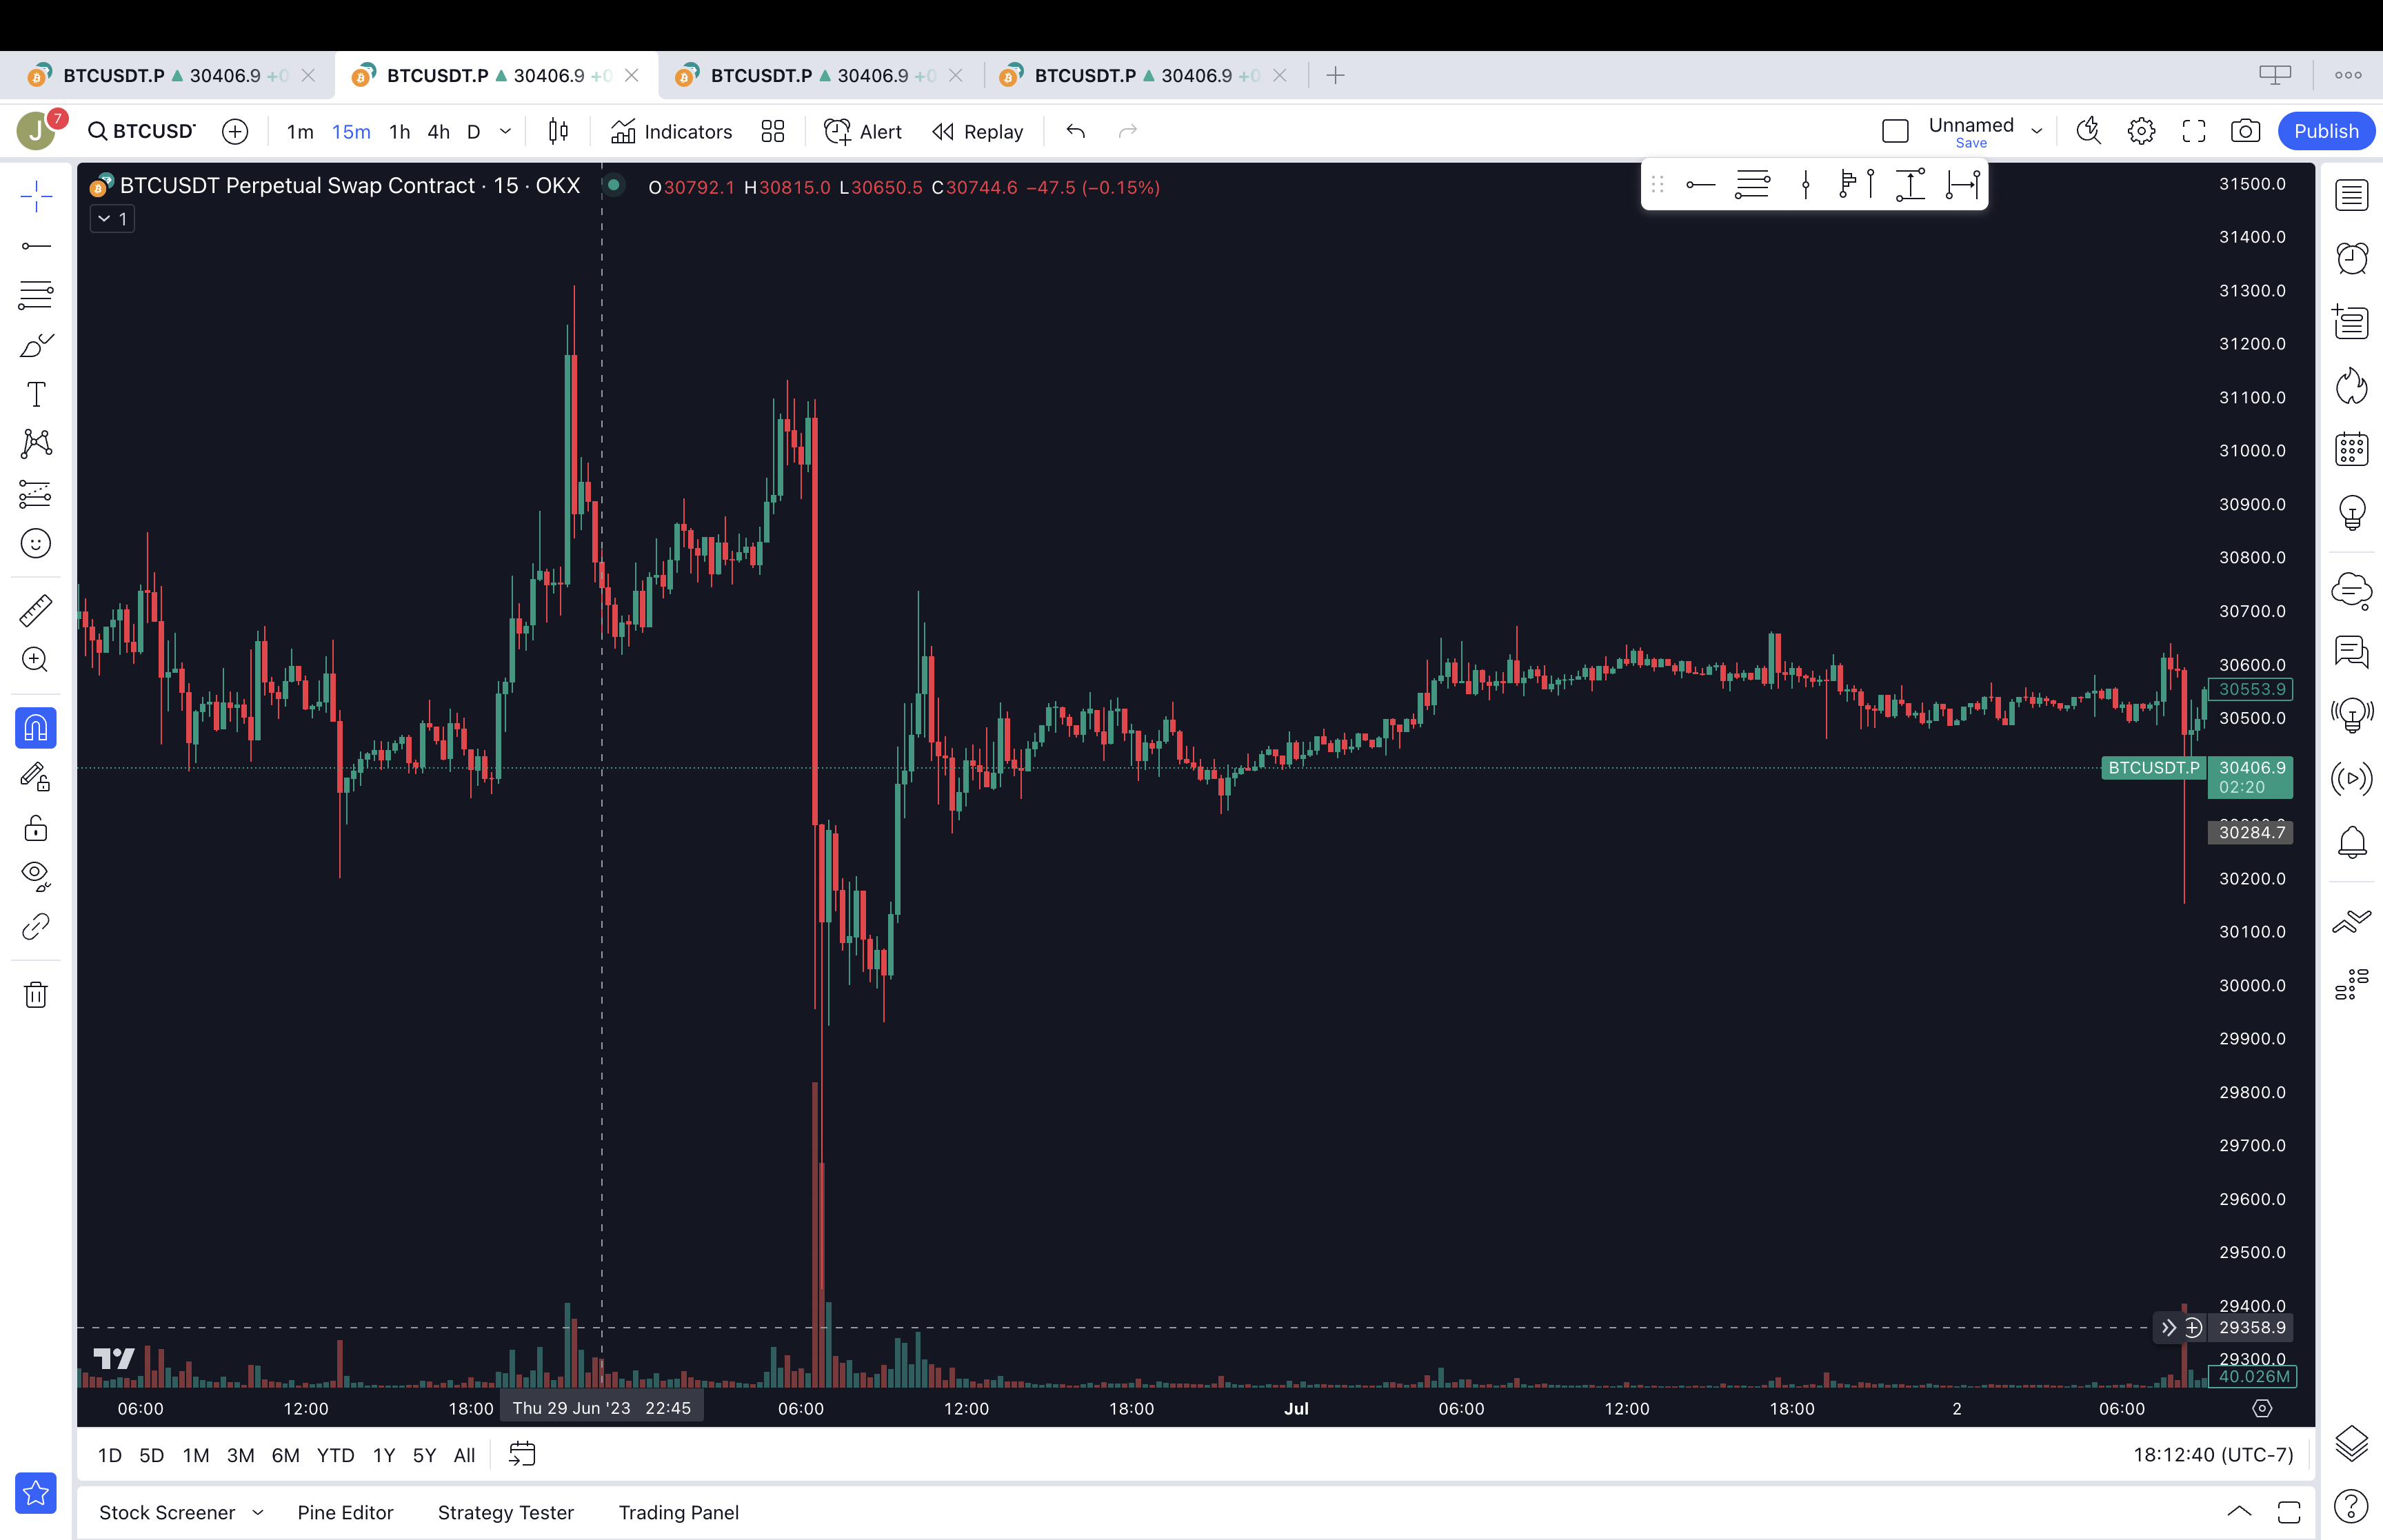 BTCUSDT.P 30406.9 +0
BTCUSDT.P 30406.9 +0
BTCUSDT.P 30406.9 +0
BTCUSDT.P 30406.9 +0
J 7 BTCUSD 1m 15m 1h 4h D Indicators Alert Replay Unnamed Publish
Save
BTCUSDT Perpetual Swap Contract · 15 · OKX O30792.1 H30815.0 L30650.5 C30744.6 −47.5 (−0.15%)
1
31500.0
31400.0
31300.0
31200.0
31100.0
31000.0
30900.0
30800.0
30700.0
30600.0
30553.9
30500.0
BTCUSDT.P 30406.9
02:20
30284.7
30200.0
30100.0
30000.0
29900.0
29800.0
29700.0
29600.0
29500.0
29400.0
29358.9
29300.0
40.026M
06:00 12:00 18:00 Thu 29 Jun '23 22:45 06:00 12:00 18:00 Jul 06:00 12:00 18:00 2 06:00
1D 5D 1M 3M 6M YTD 1Y 5Y All 18:12:40 (UTC-7)
Stock Screener Pine Editor Strategy Tester Trading Panel